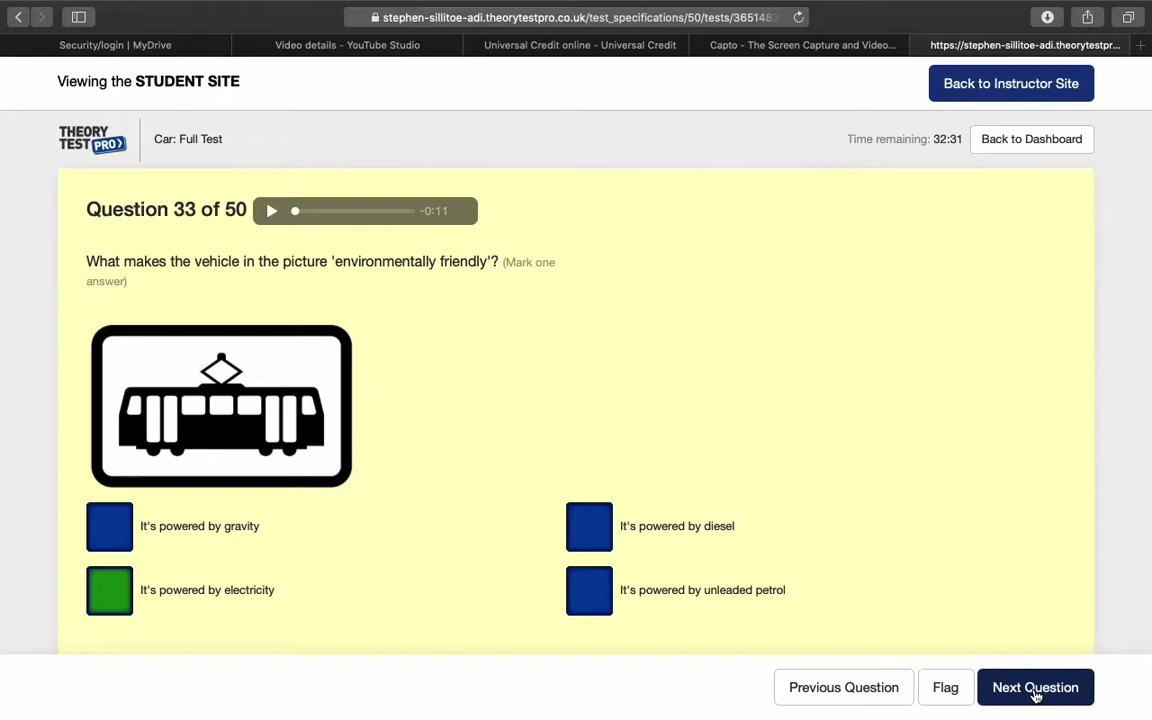 stephen-sillitoe-adi.theorytestpro.co.uk/test_specifications/50/tests/3651483
Security/login | MyDrive
Video details - YouTube Studio
Universal Credit online - Universal Credit
Capto - The Screen Capture and Video...
https://stephen-sillitoe-adi.theorytestpr...
Viewing the STUDENT SITE
Back to Instructor Site
THEORY
TEST PRO
Car: Full Test
Time remaining: 32:31
Back to Dashboard
Question 33 of 50
-0:11
What makes the vehicle in the picture 'environmentally friendly'? (Mark one
answer)
It's powered by gravity
It's powered by diesel
It's powered by electricity
It's powered by unleaded petrol
Previous Question
Flag
Next Question